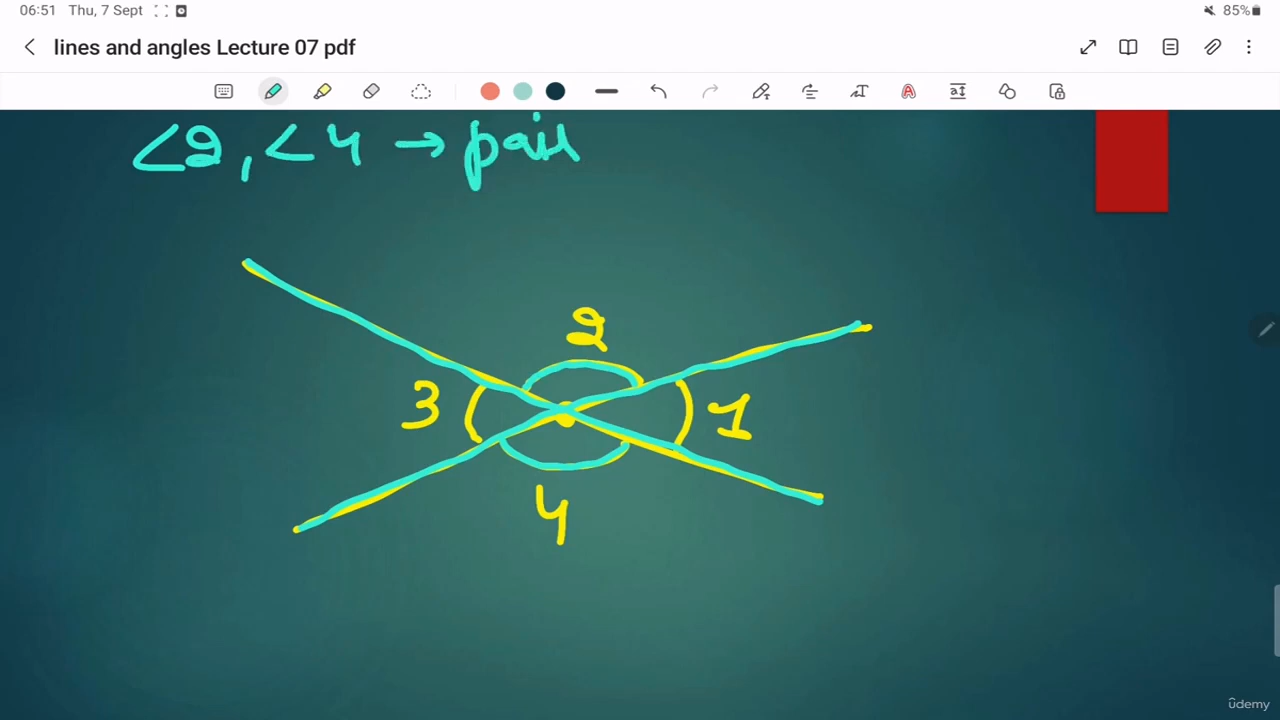 06:51 Thu, 7 Sept 85%
lines and angles Lecture 07 pdf
<2, <4 → pair
2
3 1
4
ûdemy